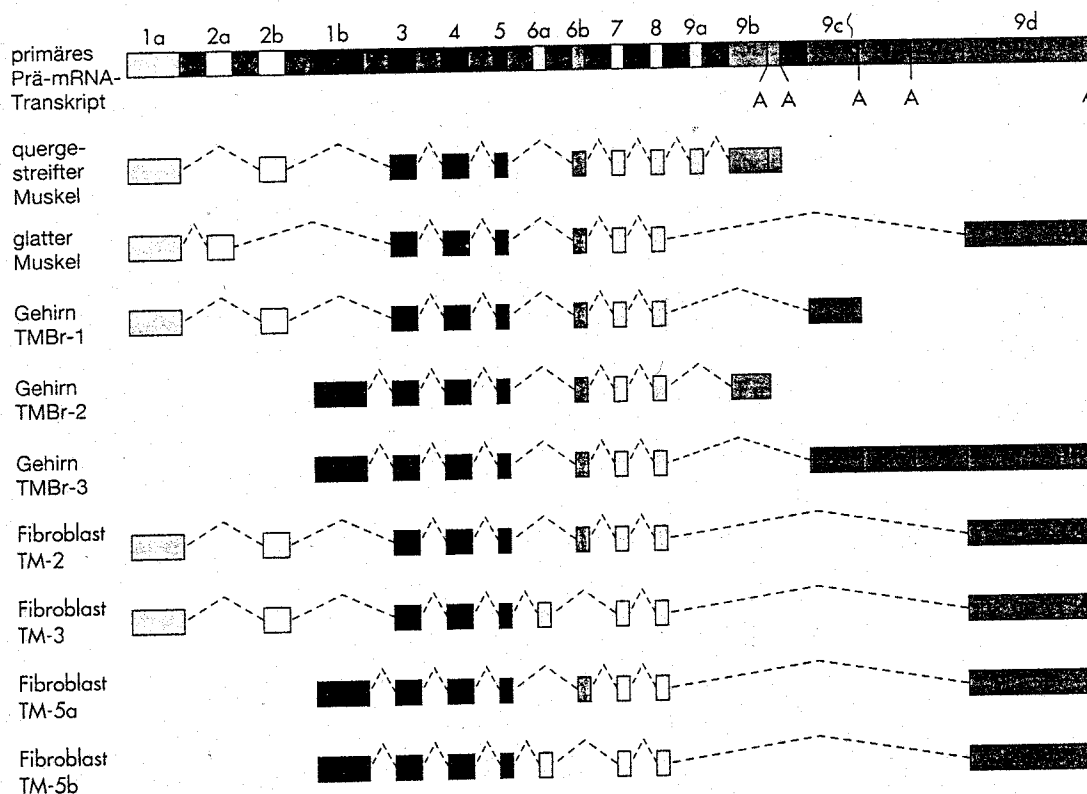 1a 2a 2b 1b 3 4 5 6a 6b 7 8 9a 9b 9c 9d
primäres
Prä-mRNA-
Transkript
A A A A A
querge-
streifter
Muskel
glatter
Muskel
Gehirn
TMBr-1
Gehirn
TMBr-2
Gehirn
TMBr-3
Fibroblast
TM-2
Fibroblast
TM-3
Fibroblast
TM-5a
Fibroblast
TM-5b